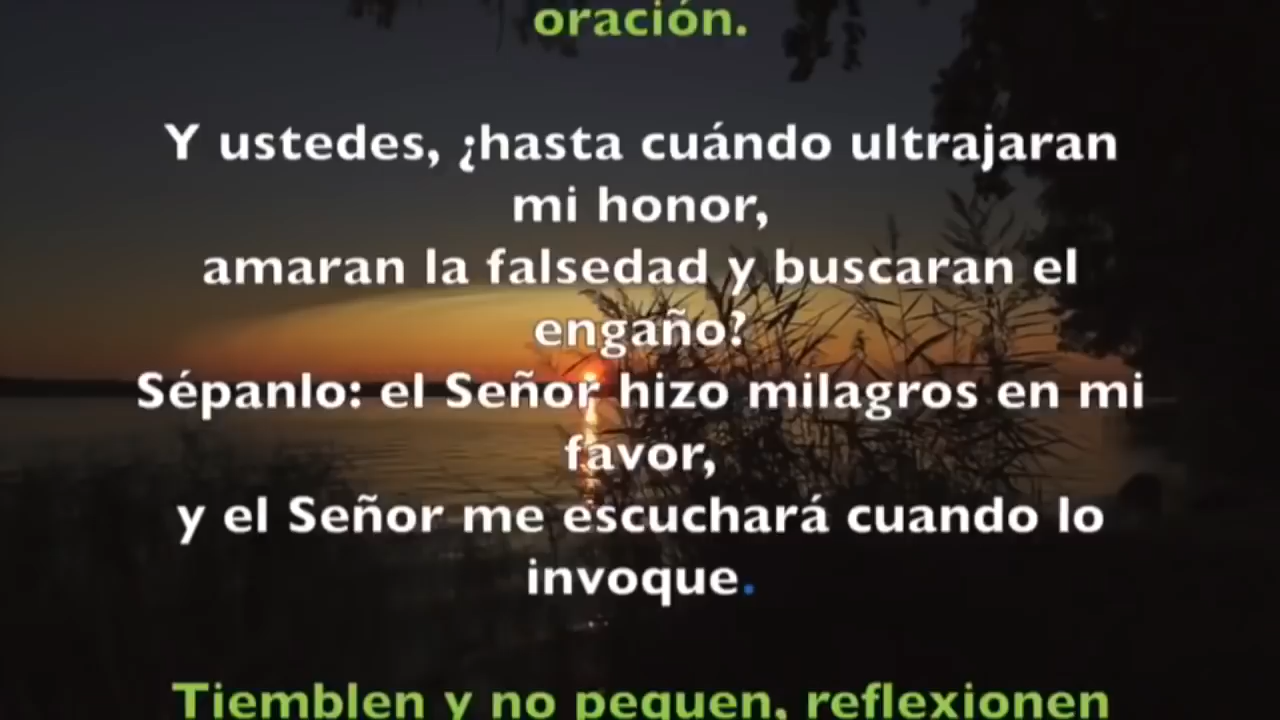 oración.
Y ustedes, ¿hasta cuándo ultrajaran
mi honor,
amaran la falsedad y buscaran el
engaño?
Sépanlo: el Señor hizo milagros en mi
favor,
y el Señor me escuchará cuando lo
invoque.
Tiemblen y no pequen, reflexionen